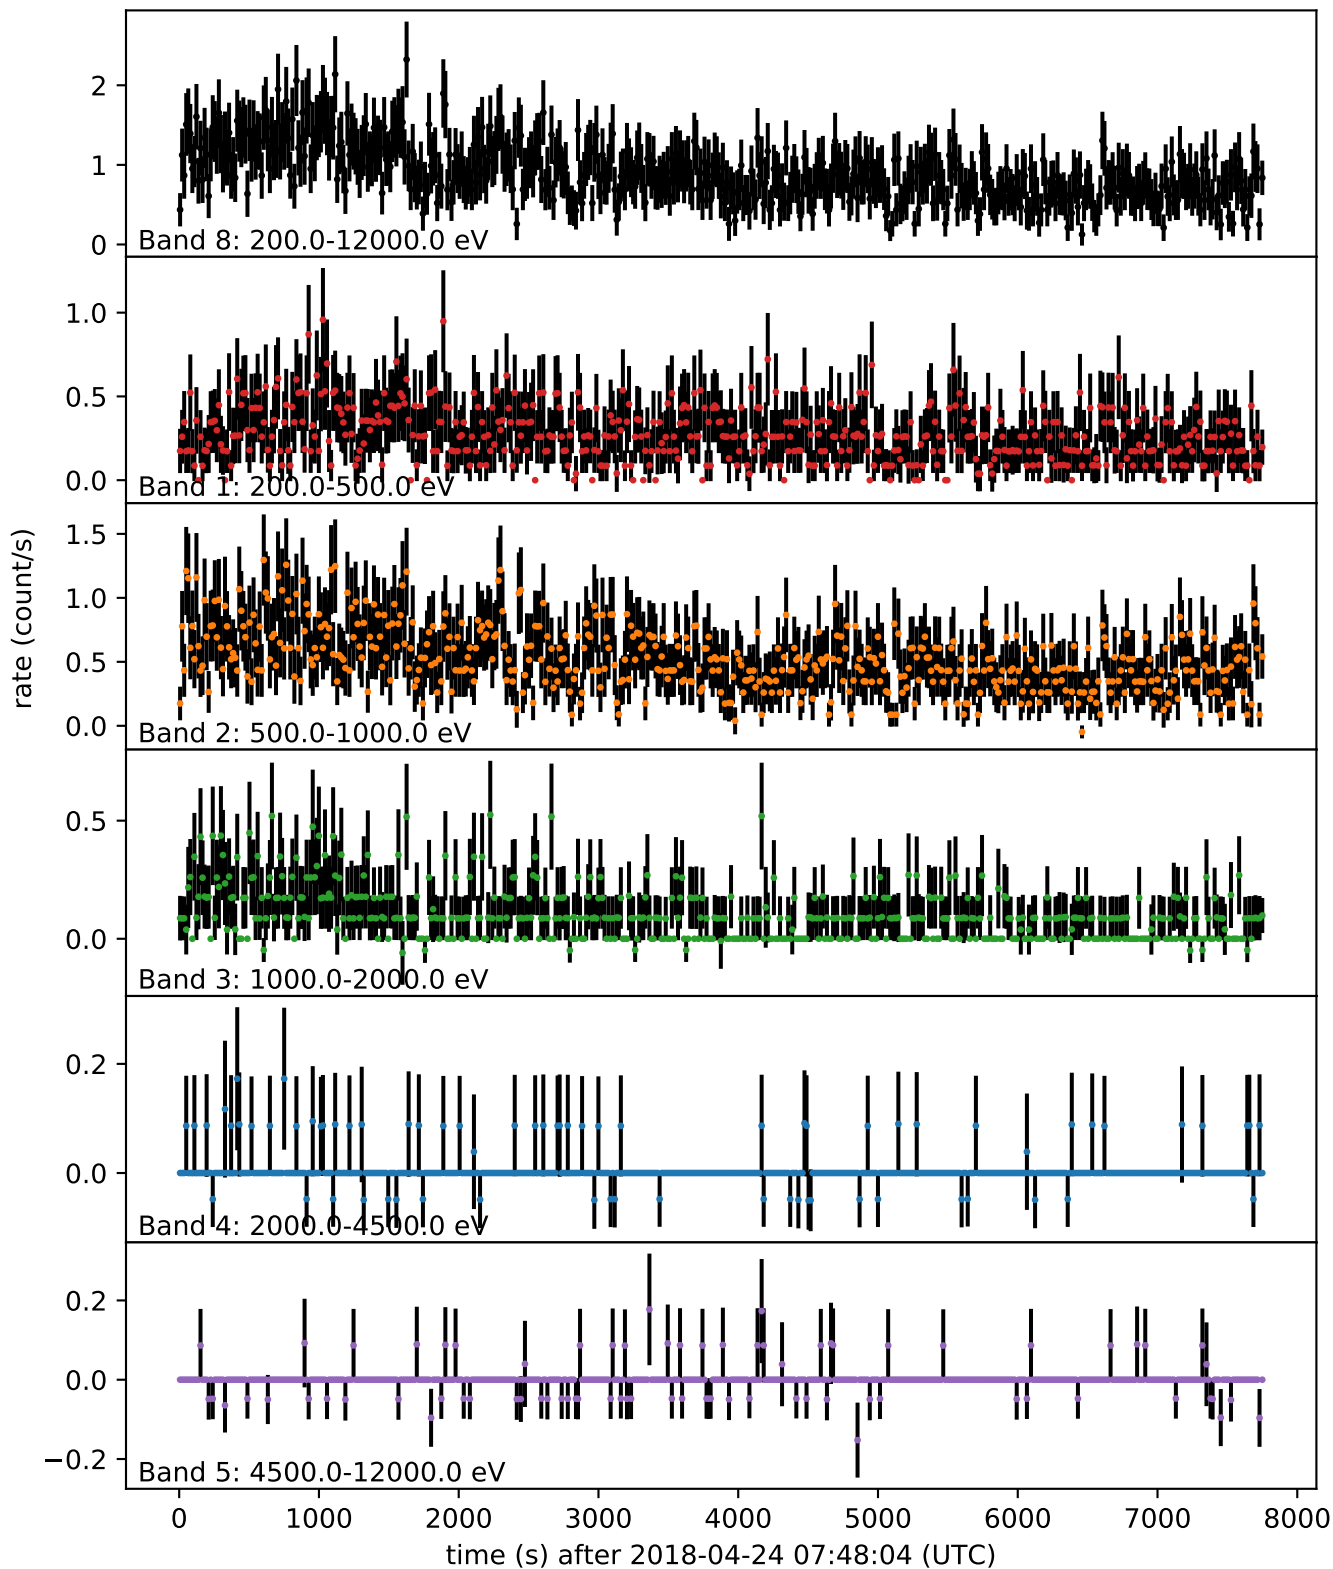 2
1
0
Band 8: 200.0-12000.0 eV
1.0
0.5
0.0
Band 1: 200.0-500.0 eV
1.5
1.0
0.5
0.0
Band 2: 500.0-1000.0 eV
rate (count/s)
0.5
0.0
Band 3: 1000.0-2000.0 eV
0.2
0.0
Band 4: 2000.0-4500.0 eV
0.2
0.0
−0.2
Band 5: 4500.0-12000.0 eV
0 1000 2000 3000 4000 5000 6000 7000 8000
time (s) after 2018-04-24 07:48:04 (UTC)